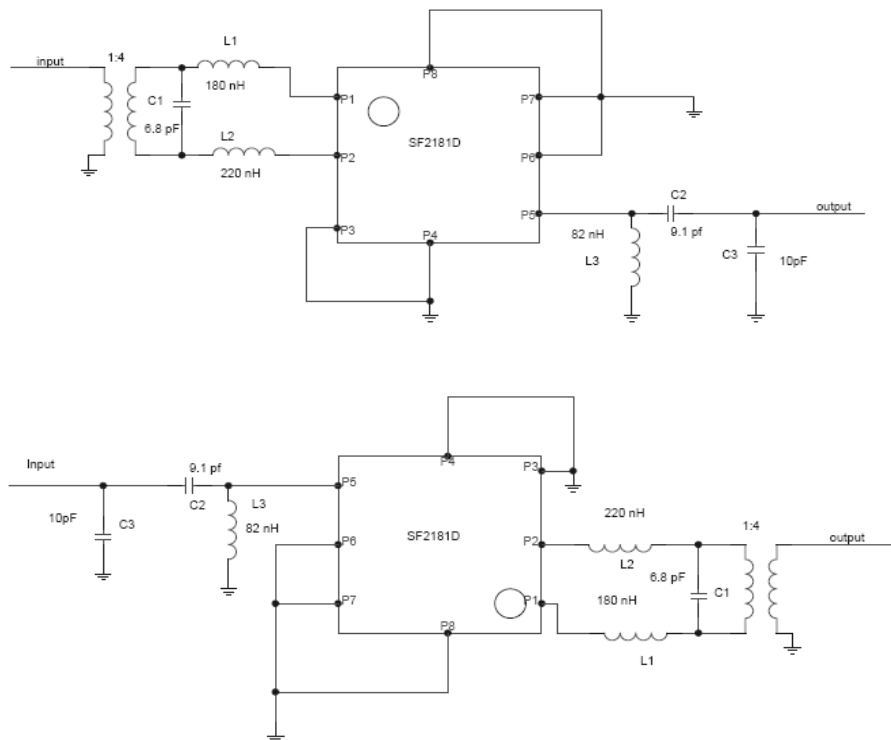 L1
input
1:4
P8
180 nH
C1
P1
P7
6.8 pF
L2
SF2181D
P2
P6
220 nH
C2
P5
output
P3
82 nH
9.1 pf
P4
C3
10pF
L3
Input
9.1 pf
P4
P3
P5
C2
L3
220 nH
10pF
C3
82 nH
1:4
P6
SF2181D
P2
output
L2
6.8 pF
C1
P7
P1
180 nH
P8
L1